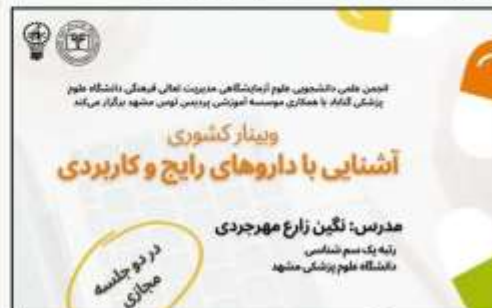 انجمن علمی دانشجویی علوم آزمایشگاهی مدیریت تعالی فرهنگی دانشگاه علوم
پزشکی گناباد با همکاری موسسه آموزشی پردیس توس مشهد برگزار می‌کند
وبینار کشوری
آشنایی با داروهای رایج و کاربردی
مدرس: نگین زارع مهرجردی
رتبه یک سم شناسی
دانشگاه علوم پزشکی مشهد
در دو جلسه
مجازی